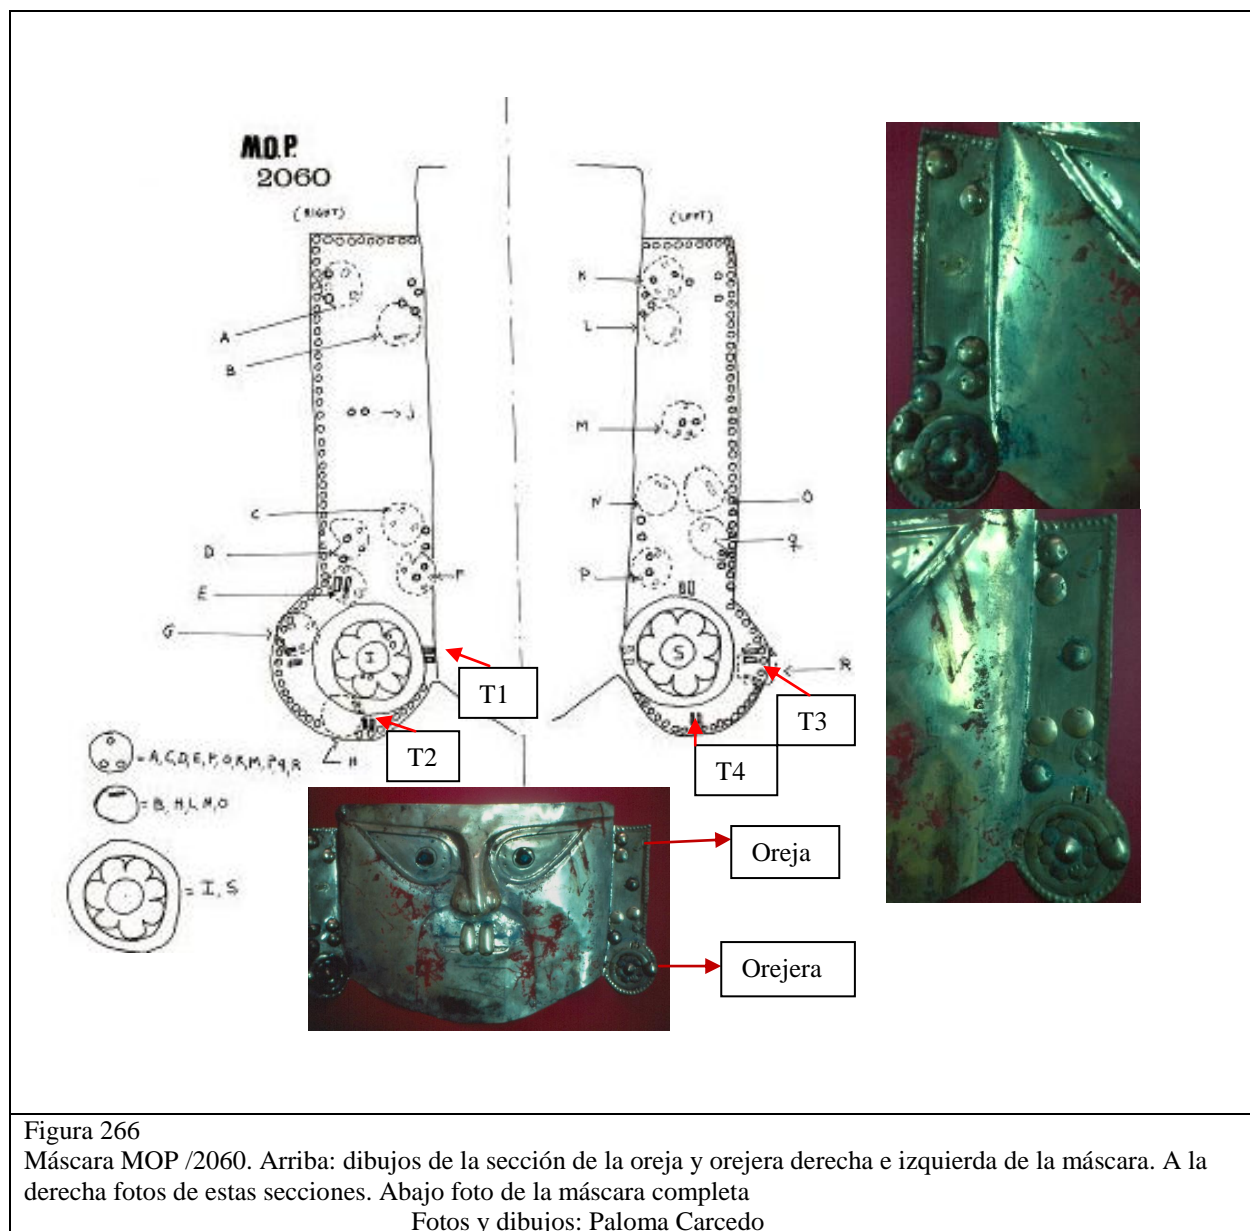 M.O.P.
2060
(RIGHT)
(LEFT)
A
B
J
C
D
E
F
G
H
I
K
L
M
N
O
P
q
S
R
T1
T2
T3
T4
= B, H, L, N, O
= I, S
Oreja
Orejera
Figura 266
Máscara MOP /2060. Arriba: dibujos de la sección de la oreja y orejera derecha e izquierda de la máscara. A la
derecha fotos de estas secciones. Abajo foto de la máscara completa
Fotos y dibujos: Paloma Carcedo